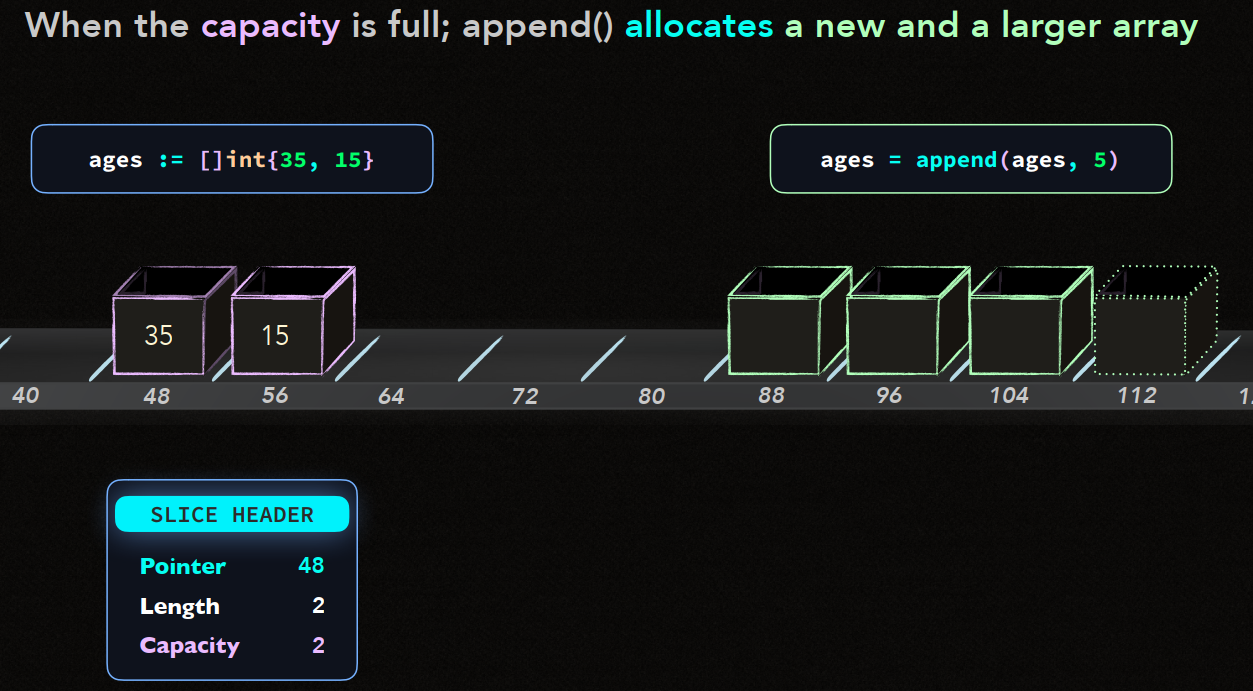 When the capacity is full; append() allocates a new and a larger array
ages := []int{35, 15}
ages = append(ages, 5)
35 15
40 48 56 64 72 80 88 96 104 112
SLICE HEADER
Pointer 48
Length 2
Capacity 2